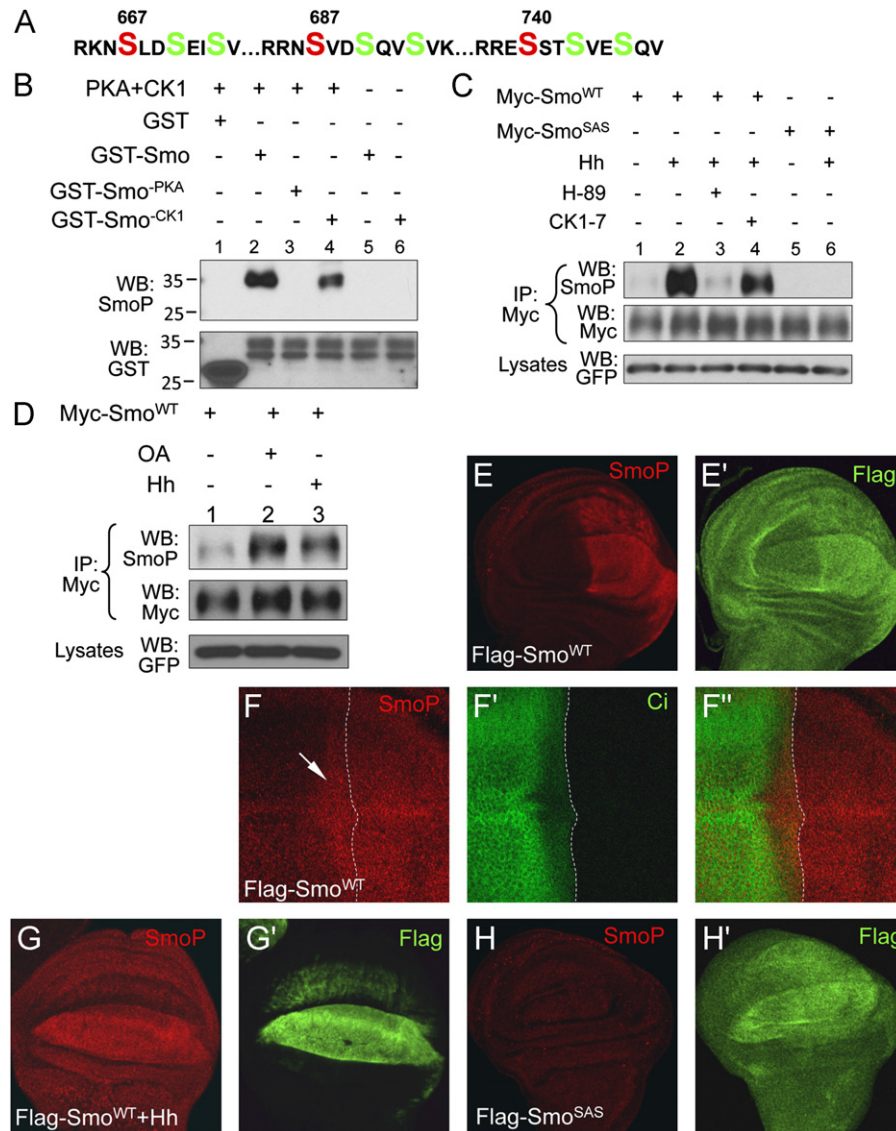 A
667 687 740
RKNSLDSEISV...RRNSVDSQVSVK...RRESSTSVESQV
B
PKA+CK1 + + + + - -
GST + - - - - -
GST-Smo - + - - + -
GST-Smo-PKA - - + - - -
GST-Smo-CK1 - - - + - +
1 2 3 4 5 6
WB: SmoP 35 25
WB: GST 35 25
C
Myc-SmoWT + + + + - -
Myc-SmoSAS - - - - + +
Hh - + + + - +
H-89 - - + - - -
CK1-7 - - - + - -
1 2 3 4 5 6
IP: Myc
WB: SmoP
WB: Myc
Lysates WB: GFP
D
Myc-SmoWT + + +
OA - + -
Hh - - +
1 2 3
IP: Myc
WB: SmoP
WB: Myc
Lysates WB: GFP
E SmoP
Flag-SmoWT
E' Flag
F SmoP
Flag-SmoWT
F' Ci
F''
G SmoP
Flag-SmoWT+Hh
G' Flag
H SmoP
Flag-SmoSAS
H' Flag